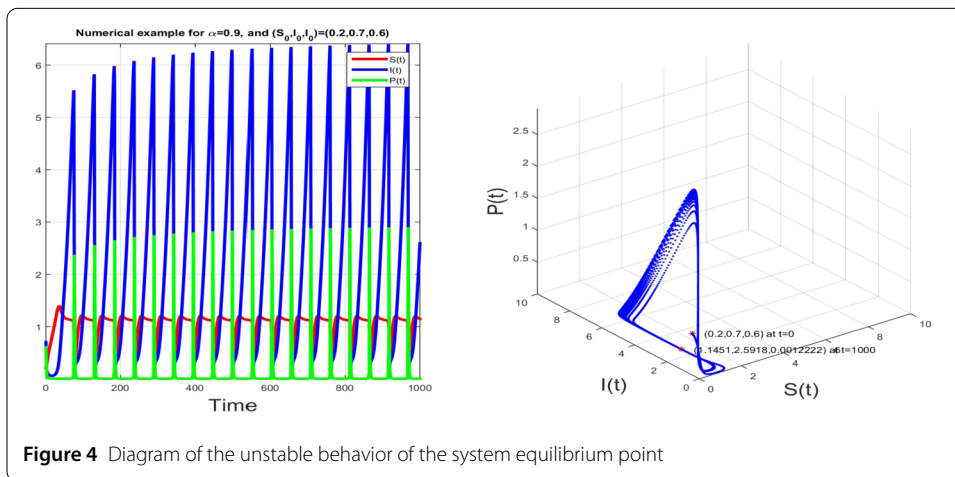 Numerical example for α=0.9, and (S0,I0,I0)=(0.2,0.7,0.6)
S(t)
I(t)
P(t)
6
5
4
3
2
1
0
200
400
600
800
1000
Time
P(t)
2.5
2
1.5
1
0.5
10
8
6
4
2
0
I(t)
0
2
4
6
8
10
S(t)
(0.2,0.7,0.6) at t=0
(1.1451,2.5918,0.0012222) at t=1000
Figure 4 Diagram of the unstable behavior of the system equilibrium point